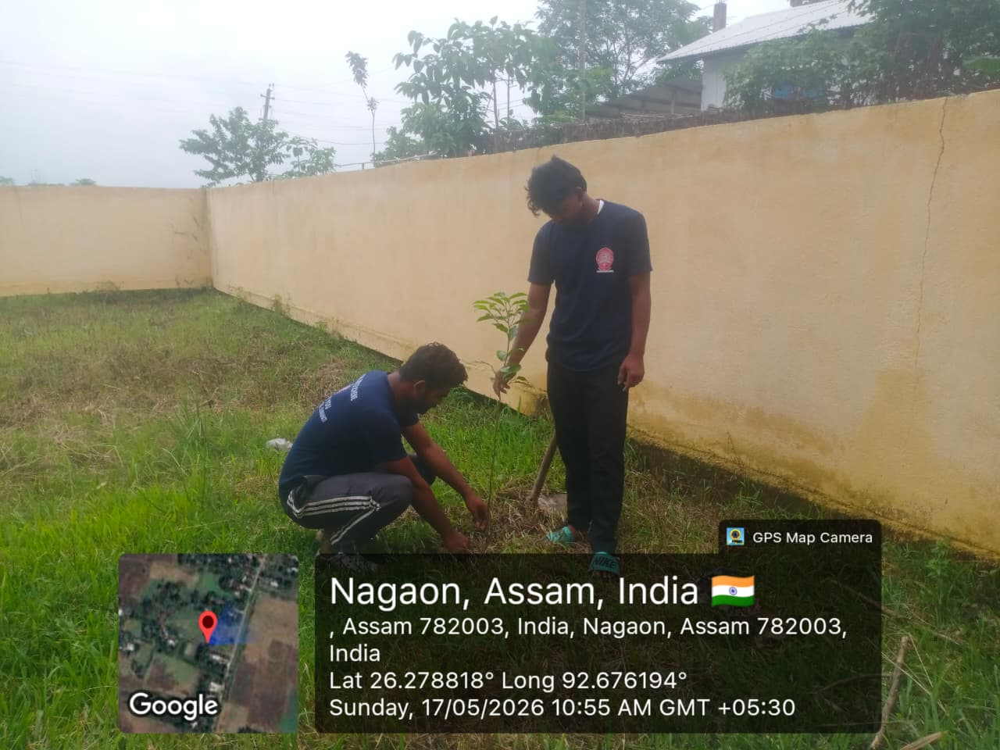 GPS Map Camera
Nagaon, Assam, India 🇮🇳
, Assam 782003, India, Nagaon, Assam 782003,
India
Lat 26.278818° Long 92.676194°
Sunday, 17/05/2026 10:55 AM GMT +05:30
Google
NIKE